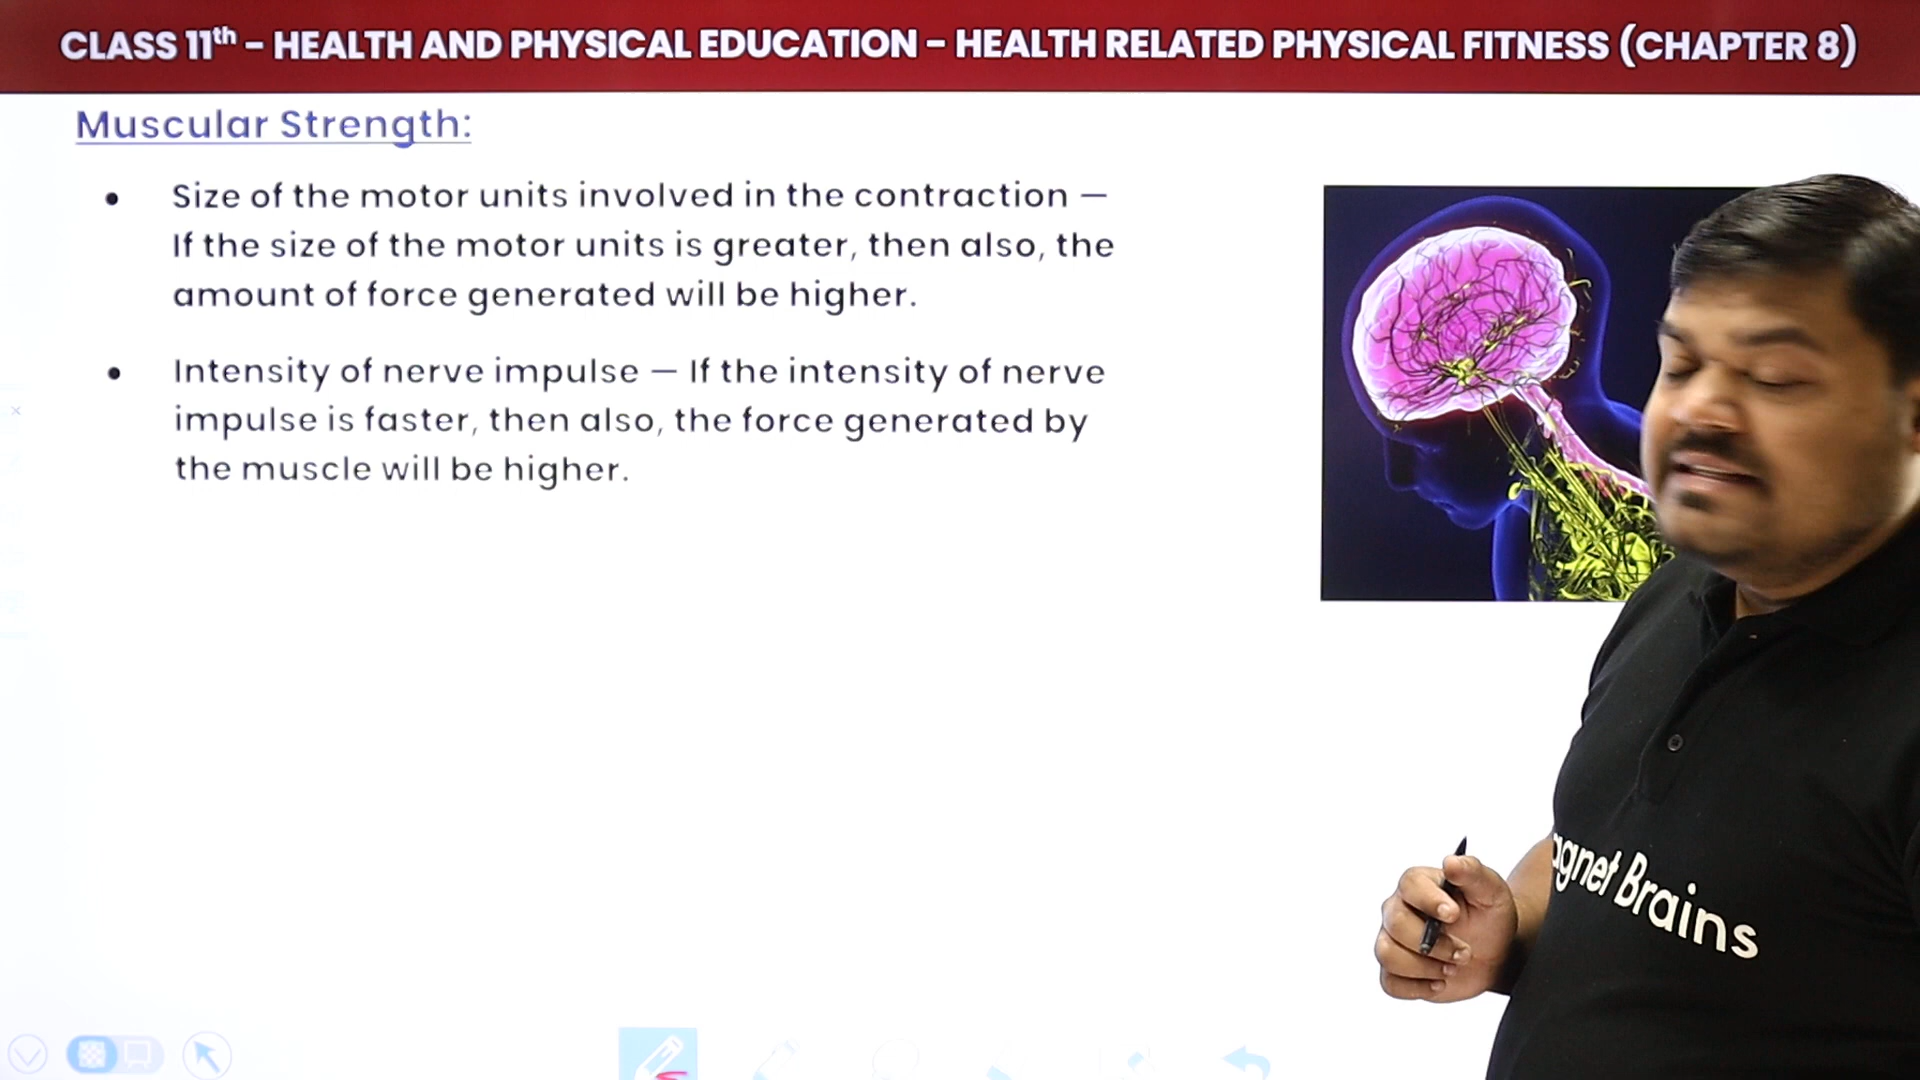 CLASS 11th – HEALTH AND PHYSICAL EDUCATION – HEALTH RELATED PHYSICAL FITNESS (CHAPTER 8)
Muscular Strength:
• Size of the motor units involved in the contraction —
If the size of the motor units is greater, then also, the
amount of force generated will be higher.
• Intensity of nerve impulse — If the intensity of nerve
impulse is faster, then also, the force generated by
the muscle will be higher.
agnet Brains